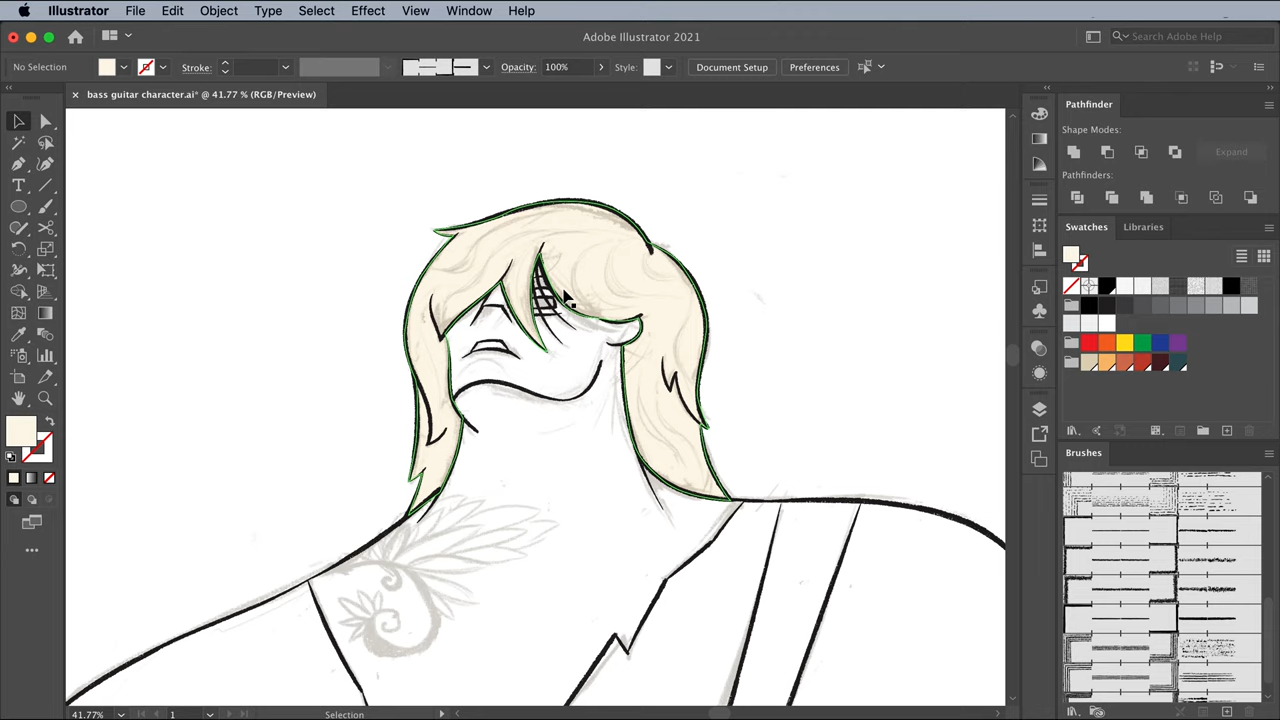 Illustrator File Edit Object Type Select Effect View Window Help
Adobe Illustrator 2021
Search Adobe Help
No Selection Stroke: Opacity: 100% Style: Document Setup Preferences
× bass guitar character.ai* @ 41.77 % (RGB/Preview)
Pathfinder
Shape Modes:
Expand
Pathfinders:
Swatches Libraries
Brushes
41.77% 1 Selection